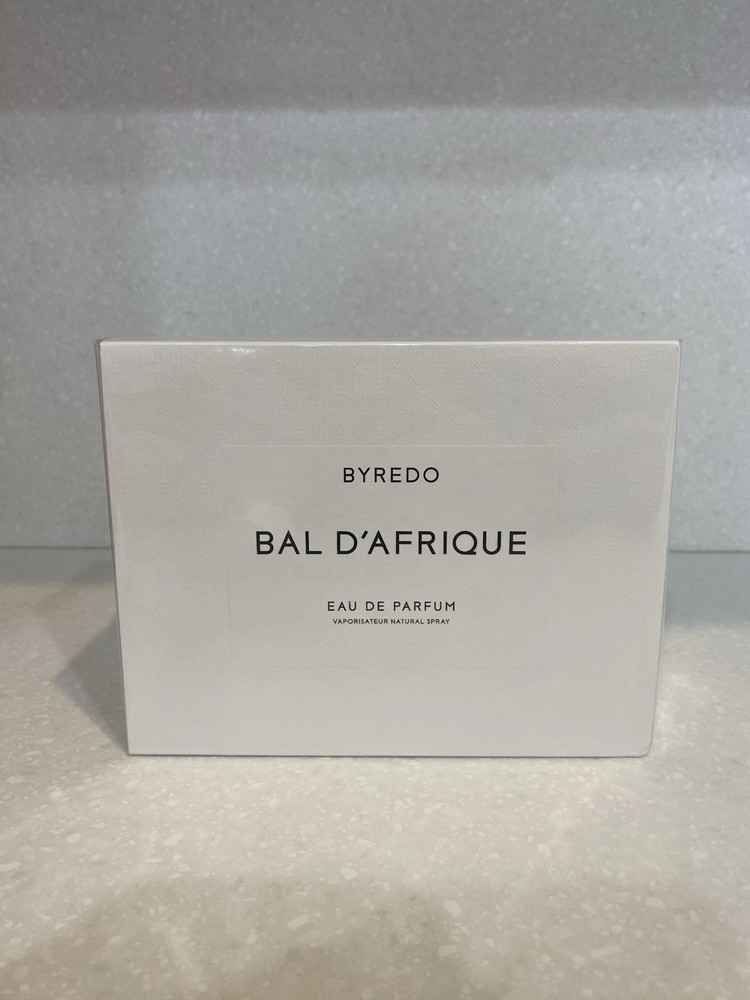 BYREDO
BAL D'AFRIQUE
EAU DE PARFUM
VAPORISATEUR NATURAL SPRAY